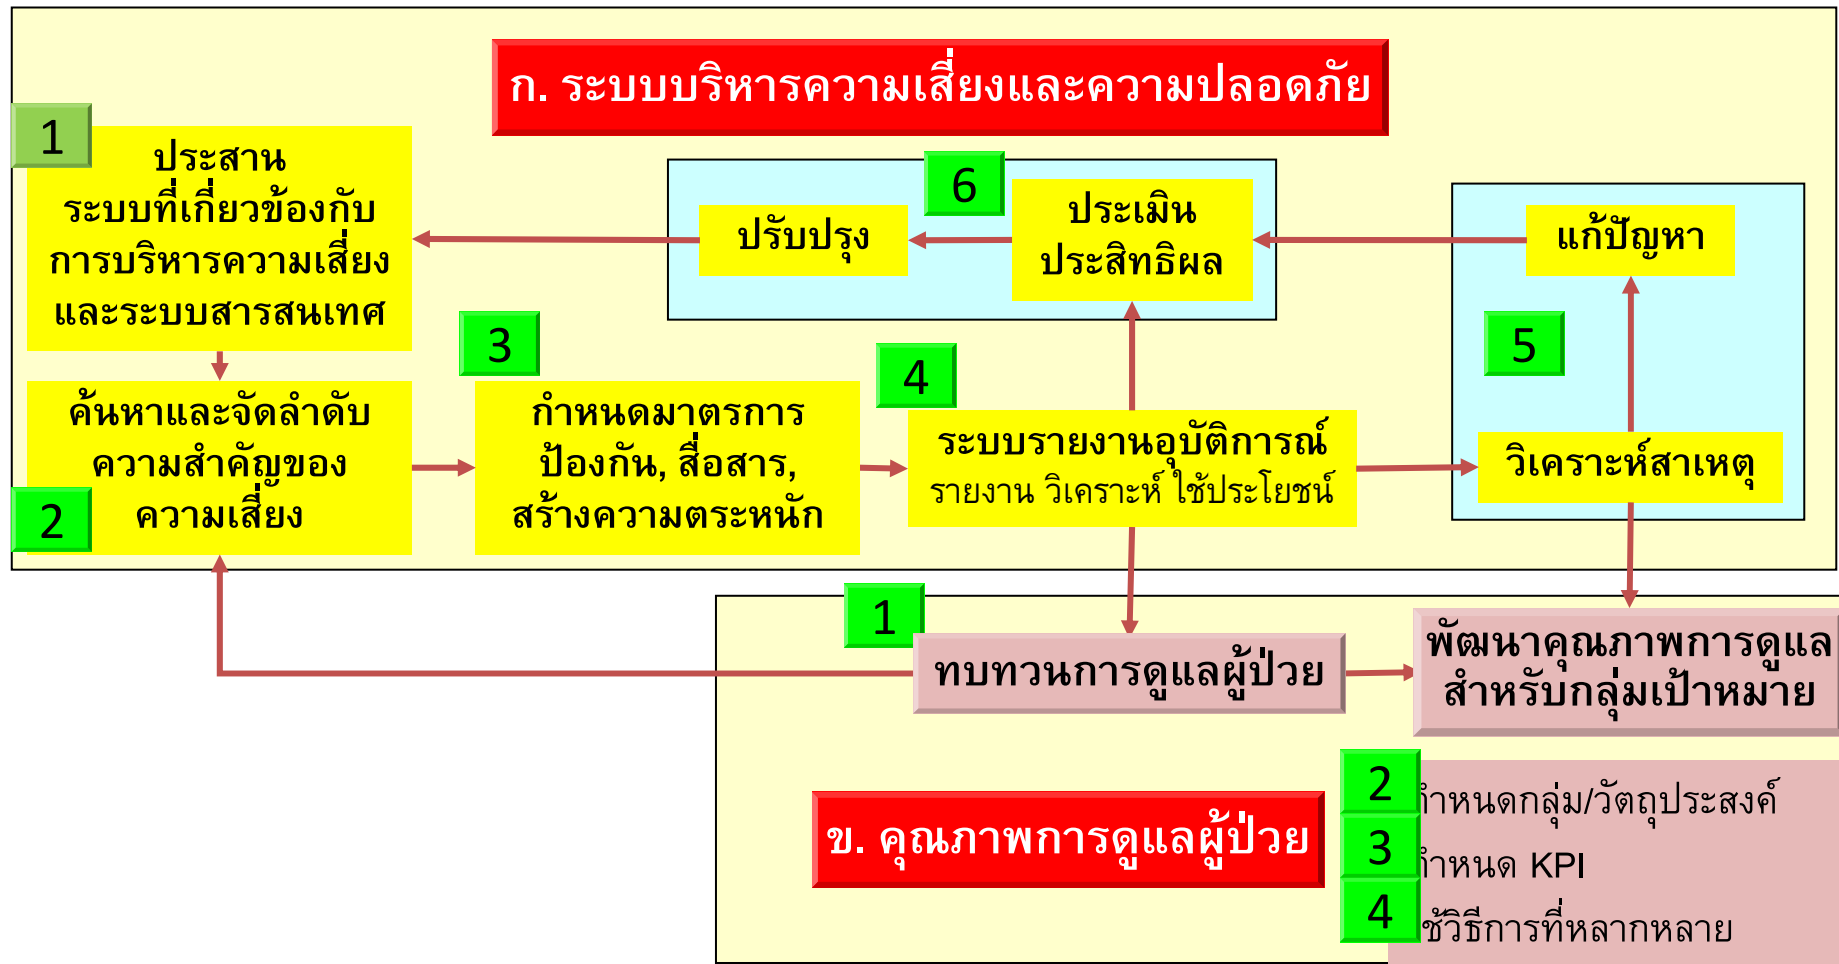 ก. ระบบบริหารความเสี่ยงและความปลอดภัย
1
ประสาน
ระบบที่เกี่ยวข้องกับ
การบริหารความเสี่ยง
และระบบสารสนเทศ
2
ค้นหาและจัดลำดับ
ความสำคัญของ
ความเสี่ยง
3
กำหนดมาตรการ
ป้องกัน, สื่อสาร,
สร้างความตระหนัก
4
ระบบรายงานอุบัติการณ์
รายงาน วิเคราะห์ ใช้ประโยชน์
5
วิเคราะห์สาเหตุ
แก้ปัญหา
6
ประเมิน
ประสิทธิผล
ปรับปรุง
1
ทบทวนการดูแลผู้ป่วย
พัฒนาคุณภาพการดูแล
สำหรับกลุ่มเป้าหมาย
ข. คุณภาพการดูแลผู้ป่วย
2 กำหนดกลุ่ม/วัตถุประสงค์
3 กำหนด KPI
4 ใช้วิธีการที่หลากหลาย